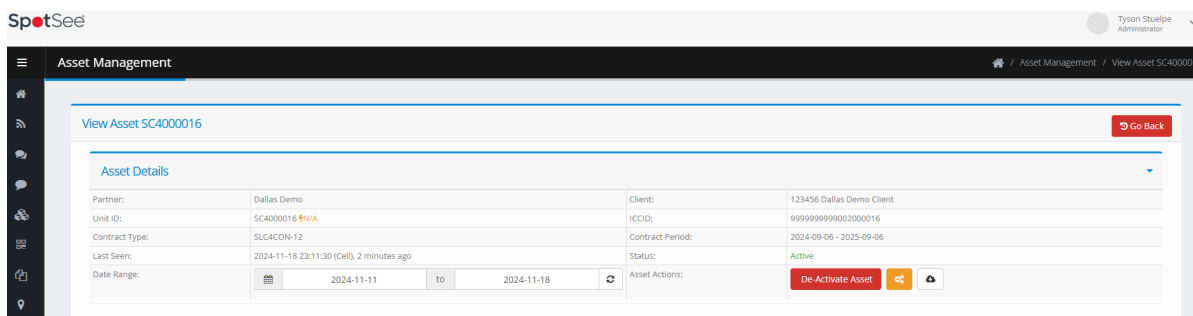 SpotSee
Tyson Stuelpe
Administrator
Asset Management
/ Asset Management / View Asset SC40000
View Asset SC4000016
Go Back
Asset Details
Partner: Dallas Demo Client: 123456 Dallas Demo Client
Unit ID: SC4000016 N/A ICCID: 9999999999002000016
Contract Type: SLC4CON-12 Contract Period: 2024-09-06 - 2025-09-06
Last Seen: 2024-11-18 23:11:30 (Cell), 2 minutes ago Status: Active
Date Range: 2024-11-11 to 2024-11-18 Asset Actions: De-Activate Asset